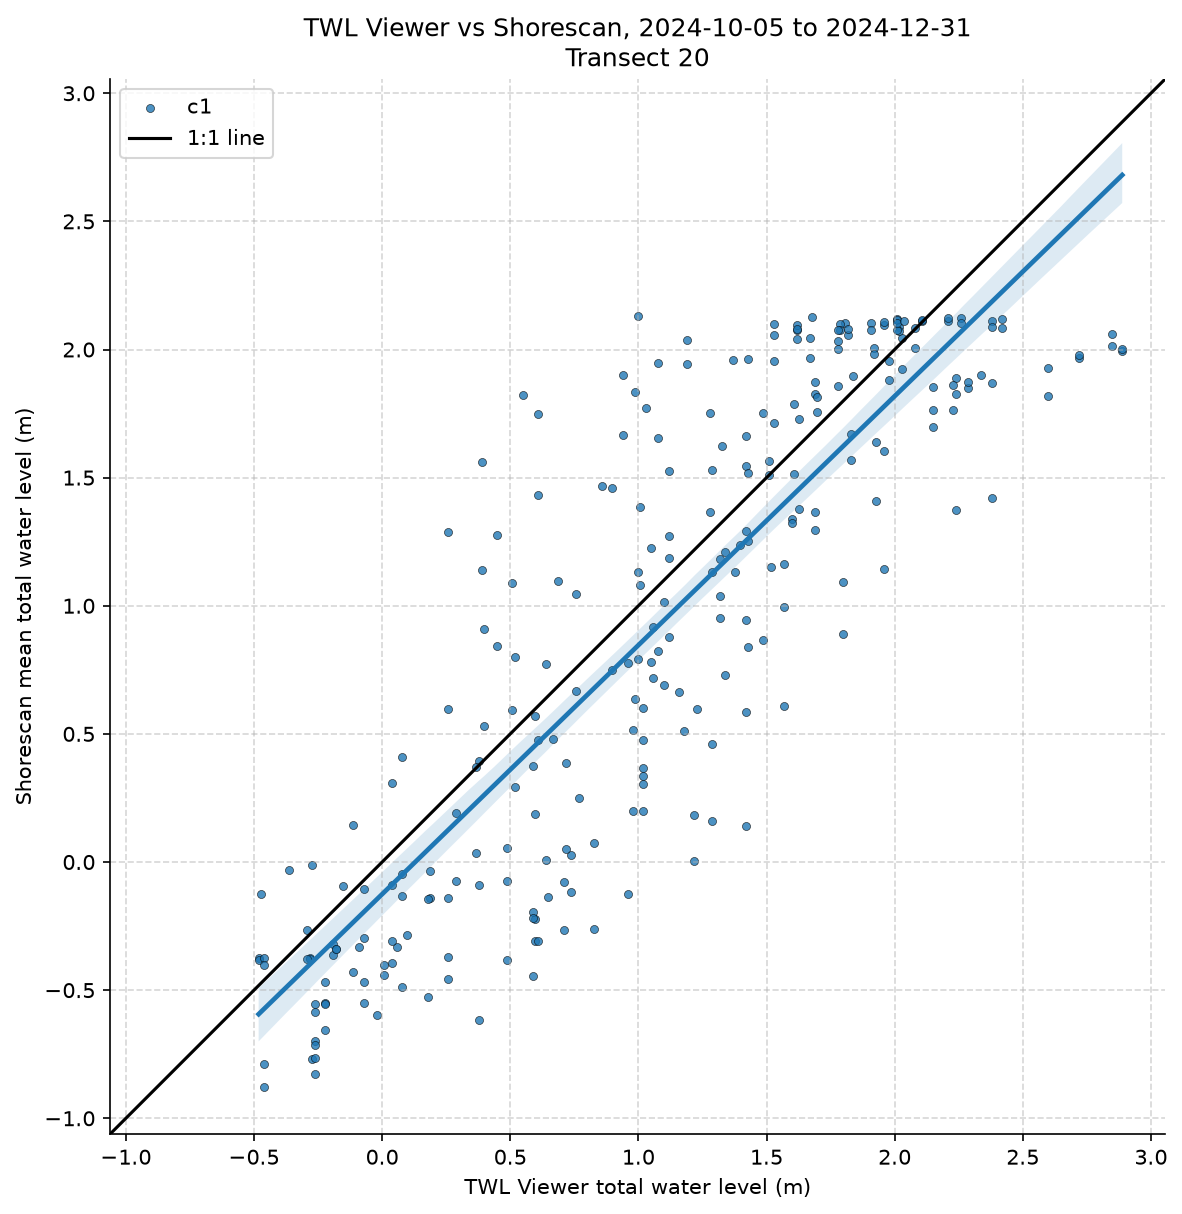 TWL Viewer vs Shorescan, 2024-10-05 to 2024-12-31
Transect 20
c1
1:1 line
3.0
2.5
2.0
1.5
1.0
0.5
0.0
−0.5
−1.0
Shorescan mean total water level (m)
−1.0 −0.5 0.0 0.5 1.0 1.5 2.0 2.5 3.0
TWL Viewer total water level (m)